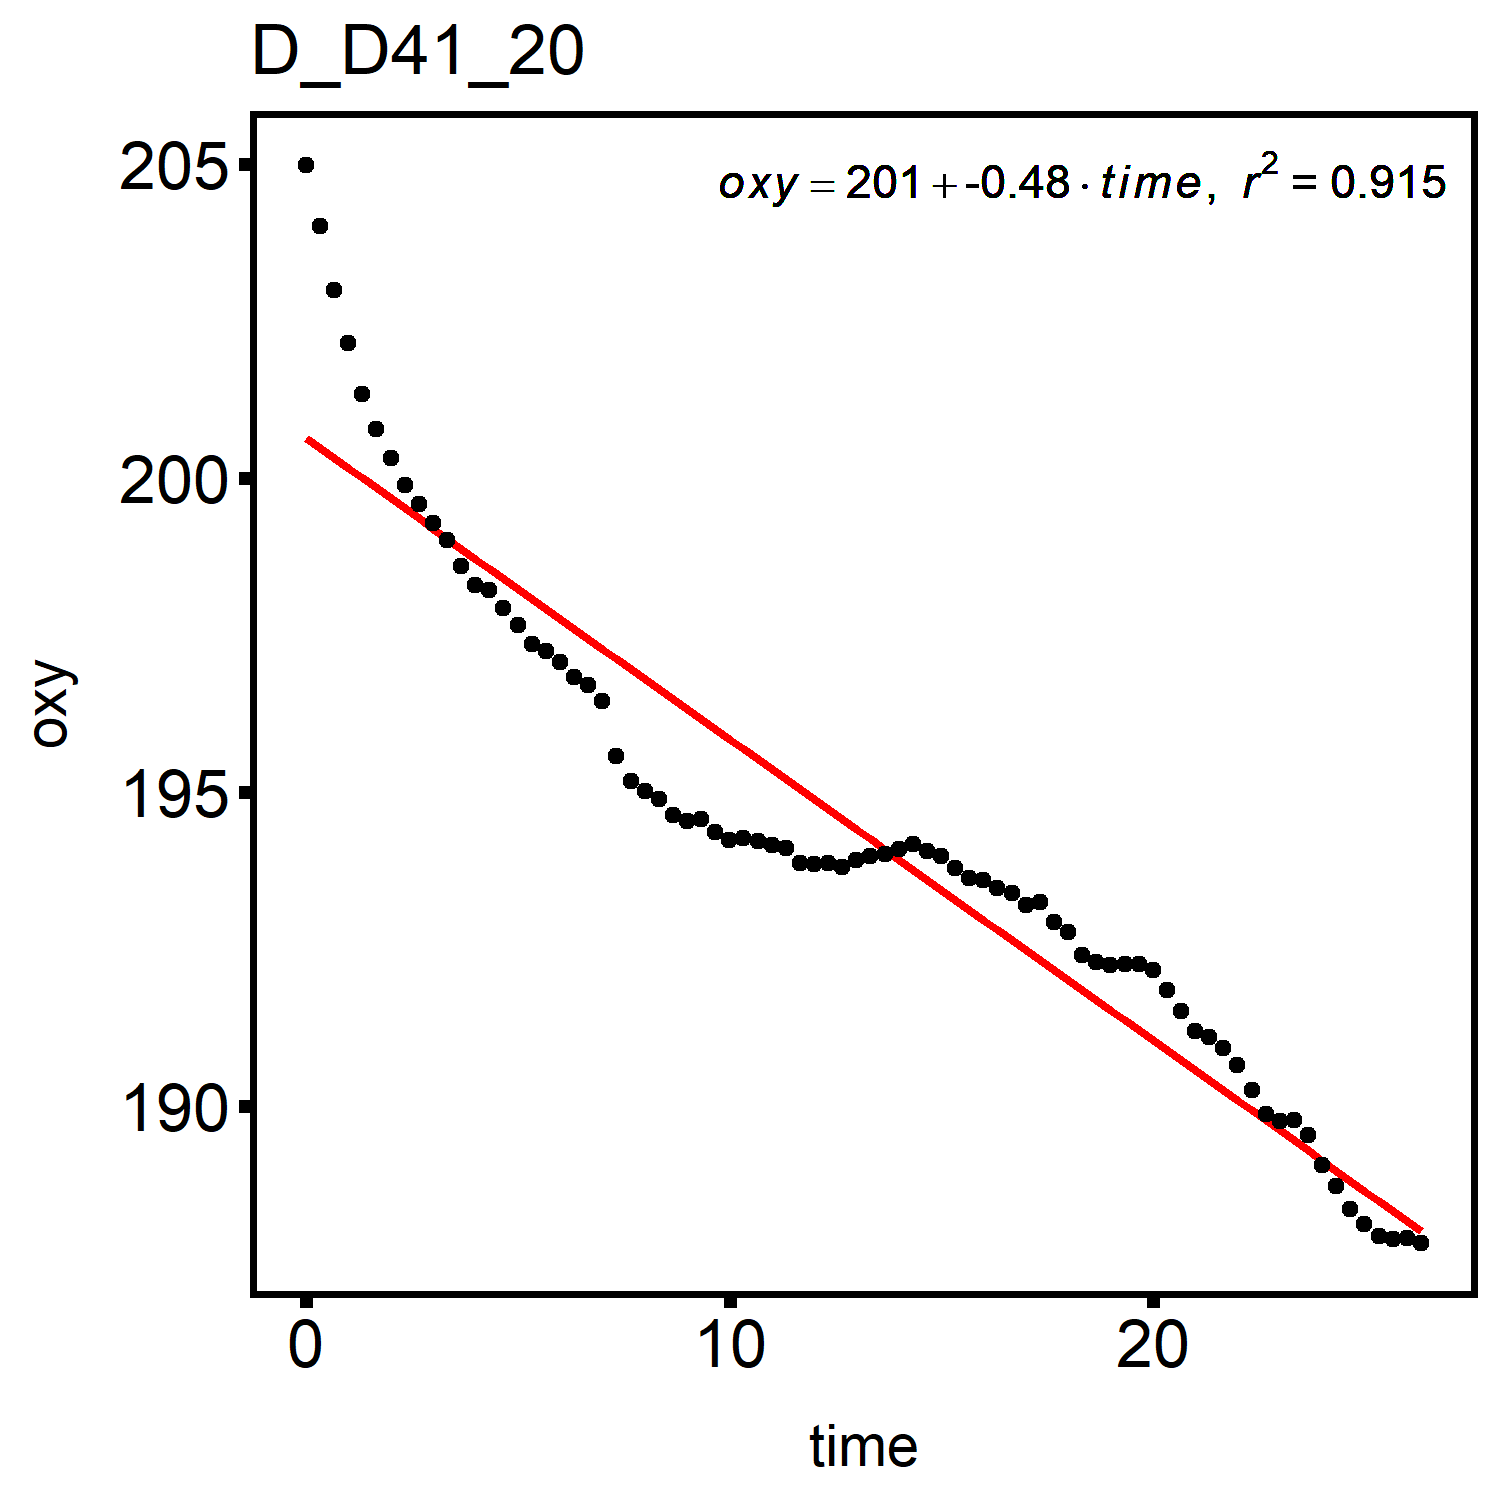 D_D41_20
oxy = 201 + -0.48 · time, r² = 0.915
205
200
195
190
oxy
0 10 20
time